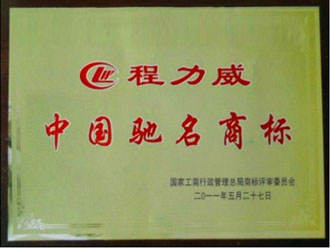 程力威
中国驰名商标
国家工商行政管理总局商标评审委员会
二〇一一年五月二十七日